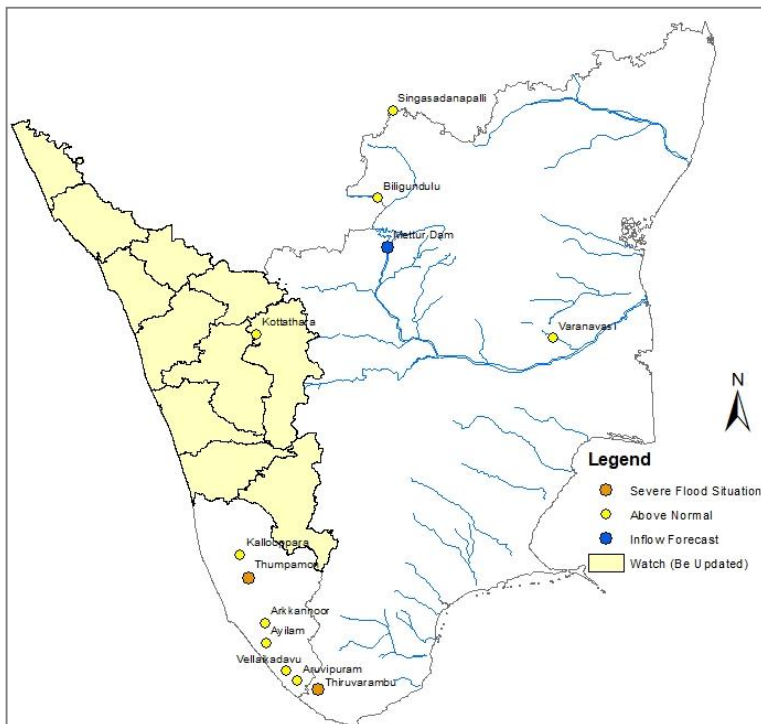 Singasadanapalli
Biligundulu
Mettur Dam
Kottathara
Varanavasi
N
Legend
Severe Flood Situation
Above Normal
Inflow Forecast
Watch (Be Updated)
Kallooppara
Thumpamon
Arkkannoor
Ayilam
Vellaikadavu
Aruvipuram
Thiruvarambu